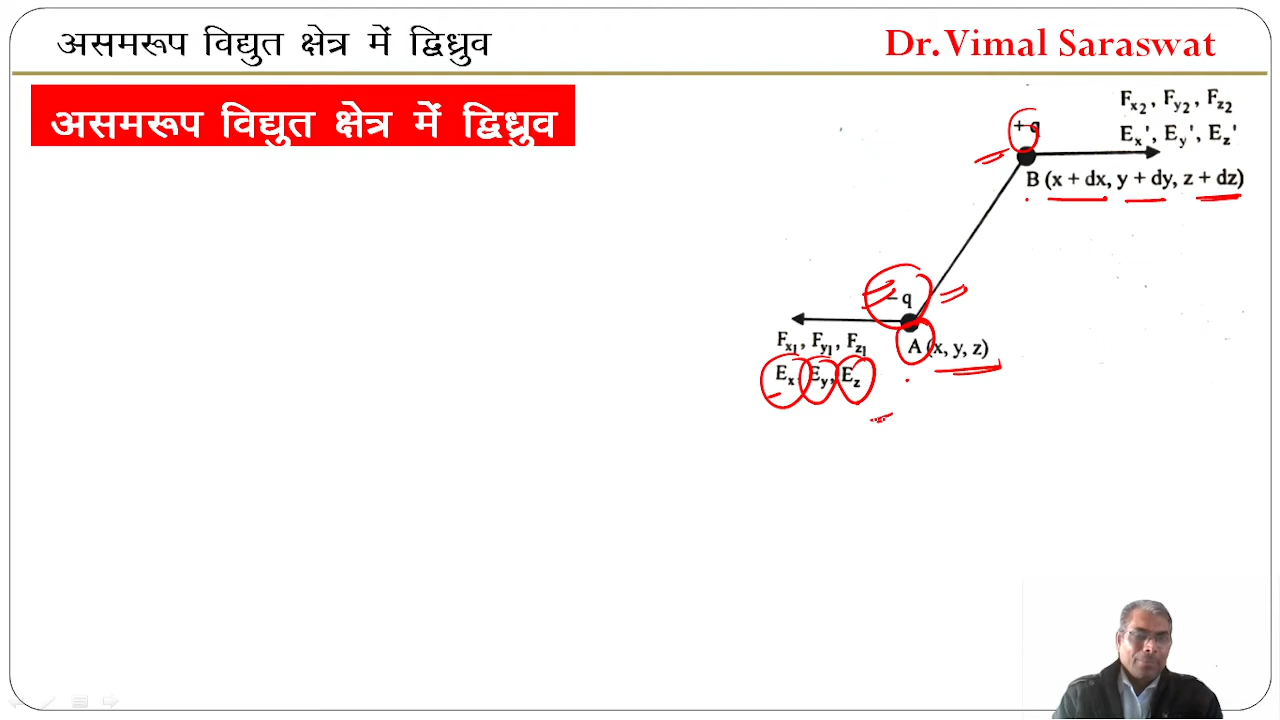 असमरूप विद्युत क्षेत्र में द्विध्रुव
Dr. Vimal Saraswat
असमरूप विद्युत क्षेत्र में द्विध्रुव
Fx2, Fy2, Fz2
+q
Ex', Ey', Ez'
B (x + dx, y + dy, z + dz)
– q
Fx1, Fy1, Fz1
A (x, y, z)
Ex, Ey, Ez